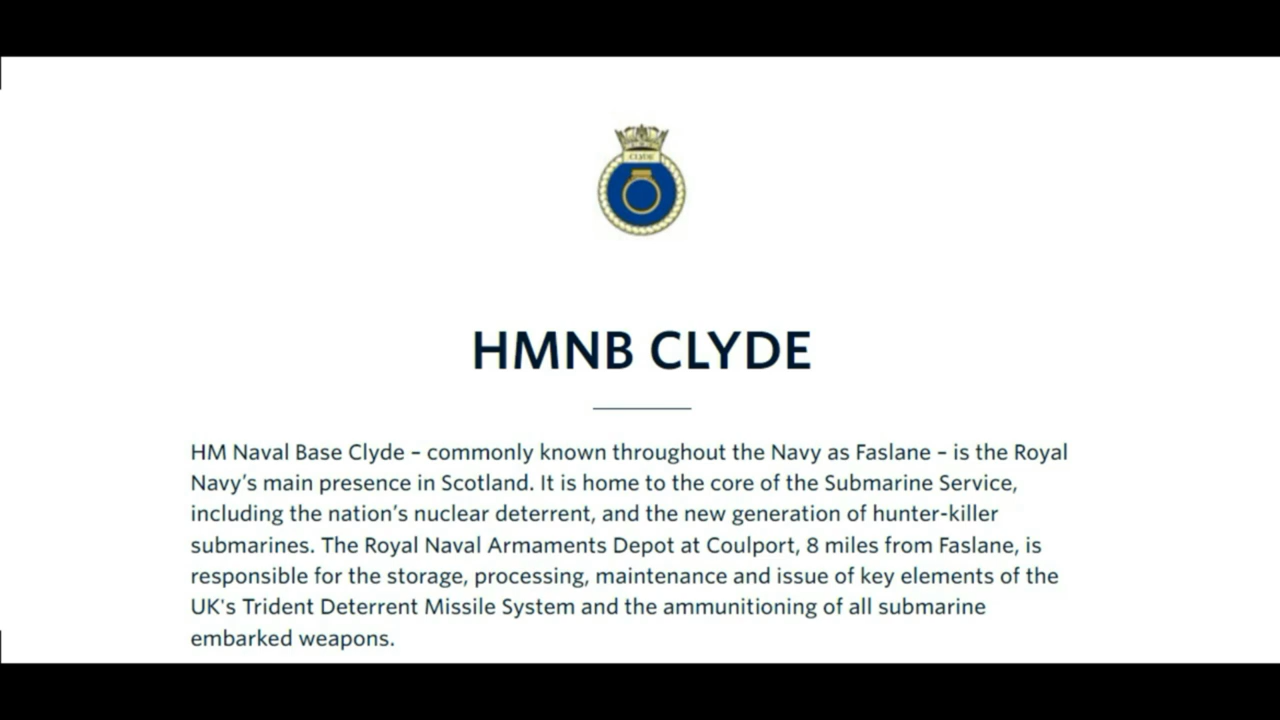 CLYDE
HMNB CLYDE
HM Naval Base Clyde – commonly known throughout the Navy as Faslane – is the Royal
Navy’s main presence in Scotland. It is home to the core of the Submarine Service,
including the nation’s nuclear deterrent, and the new generation of hunter-killer
submarines. The Royal Naval Armaments Depot at Coulport, 8 miles from Faslane, is
responsible for the storage, processing, maintenance and issue of key elements of the
UK's Trident Deterrent Missile System and the ammunitioning of all submarine
embarked weapons.